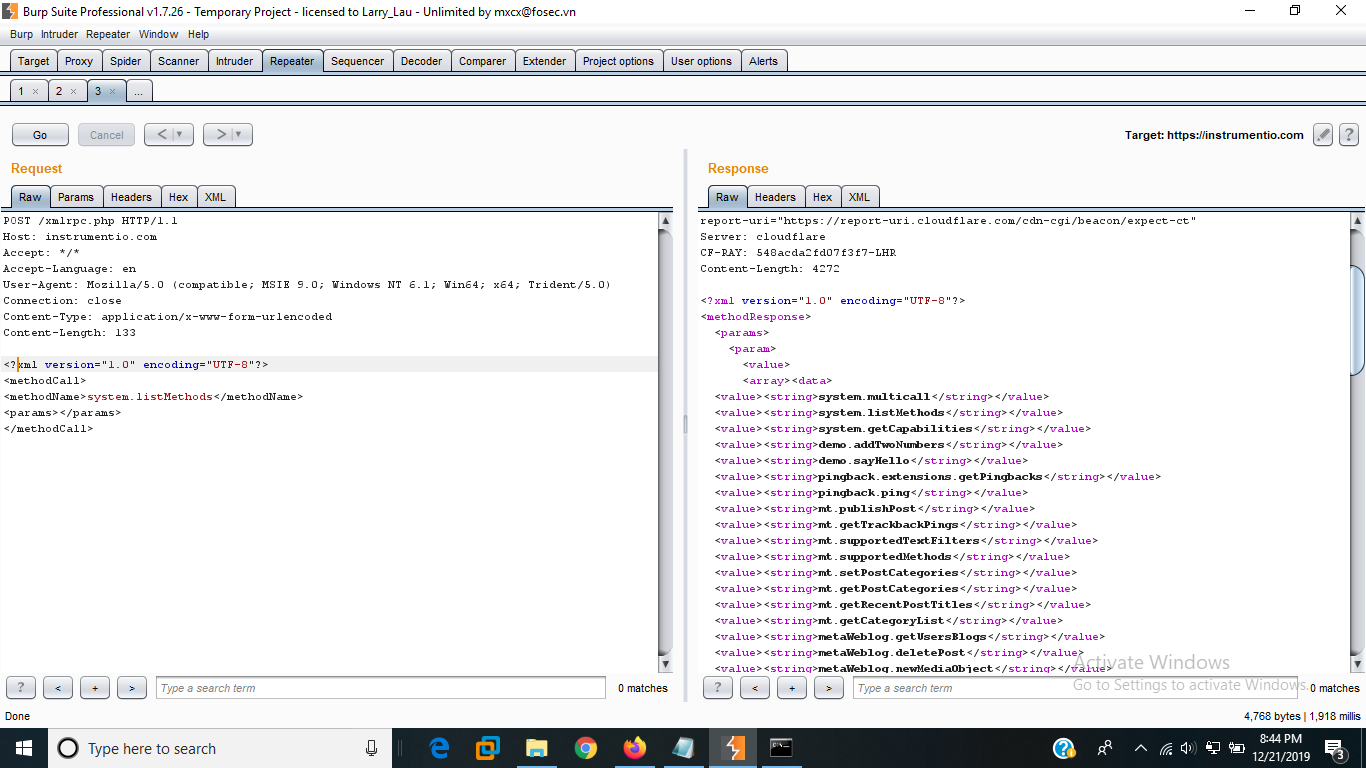 Burp Suite Professional v1.7.26 - Temporary Project - licensed to Larry_Lau - Unlimited by mxcx@fosec.vn
Burp Intruder Repeater Window Help
Target Proxy Spider Scanner Intruder Repeater Sequencer Decoder Comparer Extender Project options User options Alerts
1 × 2 × 3 × ...
Go Cancel < > Target: https://instrumentio.com ?
Request
Raw Params Headers Hex XML
POST /xmlrpc.php HTTP/1.1
Host: instrumentio.com
Accept: */*
Accept-Language: en
User-Agent: Mozilla/5.0 (compatible; MSIE 9.0; Windows NT 6.1; Win64; x64; Trident/5.0)
Connection: close
Content-Type: application/x-www-form-urlencoded
Content-Length: 133
<?xml version="1.0" encoding="UTF-8"?>
<methodCall>
<methodName>system.listMethods</methodName>
<params></params>
</methodCall>
? < + > Type a search term 0 matches
Response
Raw Headers Hex XML
report-uri="https://report-uri.cloudflare.com/cdn-cgi/beacon/expect-ct"
Server: cloudflare
CF-RAY: 548acda2fd07f3f7-LHR
Content-Length: 4272
<?xml version="1.0" encoding="UTF-8"?>
<methodResponse>
<params>
<param>
<value>
<array><data>
<value><string>system.multicall</string></value>
<value><string>system.listMethods</string></value>
<value><string>system.getCapabilities</string></value>
<value><string>demo.addTwoNumbers</string></value>
<value><string>demo.sayHello</string></value>
<value><string>pingback.extensions.getPingbacks</string></value>
<value><string>pingback.ping</string></value>
<value><string>mt.publishPost</string></value>
<value><string>mt.getTrackbackPings</string></value>
<value><string>mt.supportedTextFilters</string></value>
<value><string>mt.supportedMethods</string></value>
<value><string>mt.setPostCategories</string></value>
<value><string>mt.getPostCategories</string></value>
<value><string>mt.getRecentPostTitles</string></value>
<value><string>mt.getCategoryList</string></value>
<value><string>metaWeblog.getUsersBlogs</string></value>
<value><string>metaWeblog.deletePost</string></value>
<value><string>metaWeblog.newMediaObject</string></value>
Activate Windows
Go to Settings to activate Windows.
? < + > Type a search term 0 matches
Done
4,768 bytes | 1,918 millis
Type here to search
8:44 PM
12/21/2019
3